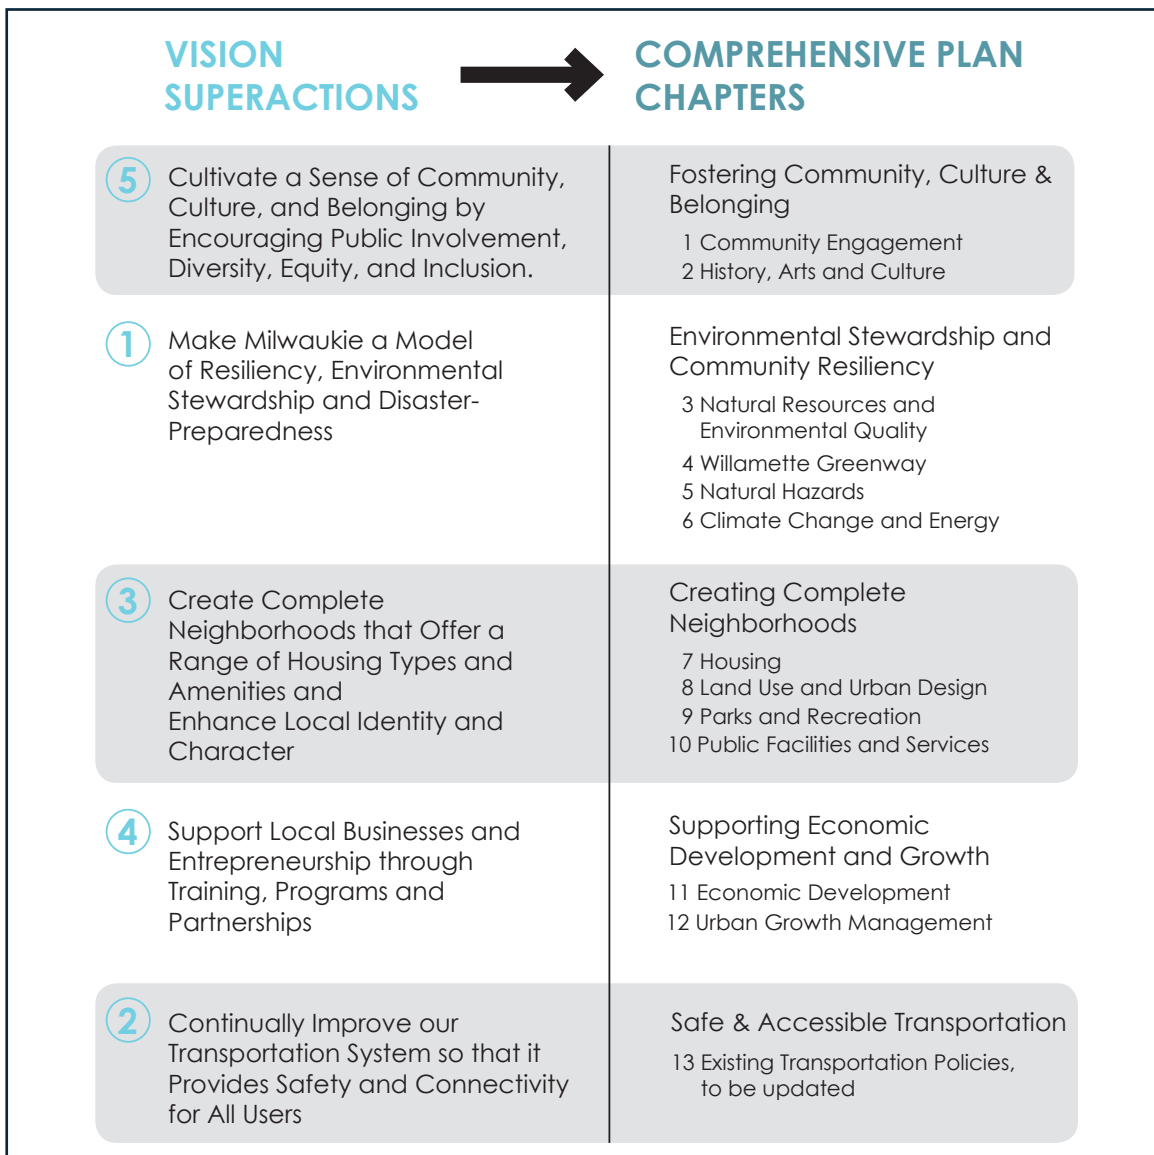 VISION
SUPERACTIONS
COMPREHENSIVE PLAN
CHAPTERS
5
Cultivate a Sense of Community,
Culture, and Belonging by
Encouraging Public Involvement,
Diversity, Equity, and Inclusion.
Fostering Community, Culture &
Belonging
1 Community Engagement
2 History, Arts and Culture
1
Make Milwaukie a Model
of Resiliency, Environmental
Stewardship and Disaster-
Preparedness
Environmental Stewardship and
Community Resiliency
3 Natural Resources and
Environmental Quality
4 Willamette Greenway
5 Natural Hazards
6 Climate Change and Energy
3
Create Complete
Neighborhoods that Offer a
Range of Housing Types and
Amenities and
Enhance Local Identity and
Character
Creating Complete
Neighborhoods
7 Housing
8 Land Use and Urban Design
9 Parks and Recreation
10 Public Facilities and Services
4
Support Local Businesses and
Entrepreneurship through
Training, Programs and
Partnerships
Supporting Economic
Development and Growth
11 Economic Development
12 Urban Growth Management
2
Continually Improve our
Transportation System so that it
Provides Safety and Connectivity
for All Users
Safe & Accessible Transportation
13 Existing Transportation Policies,
to be updated